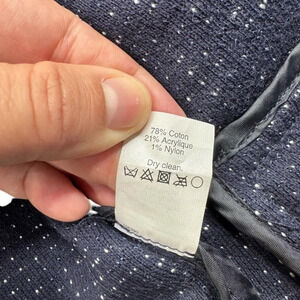 78% Coton
21% Acrylique
1% Nylon
Dry clean